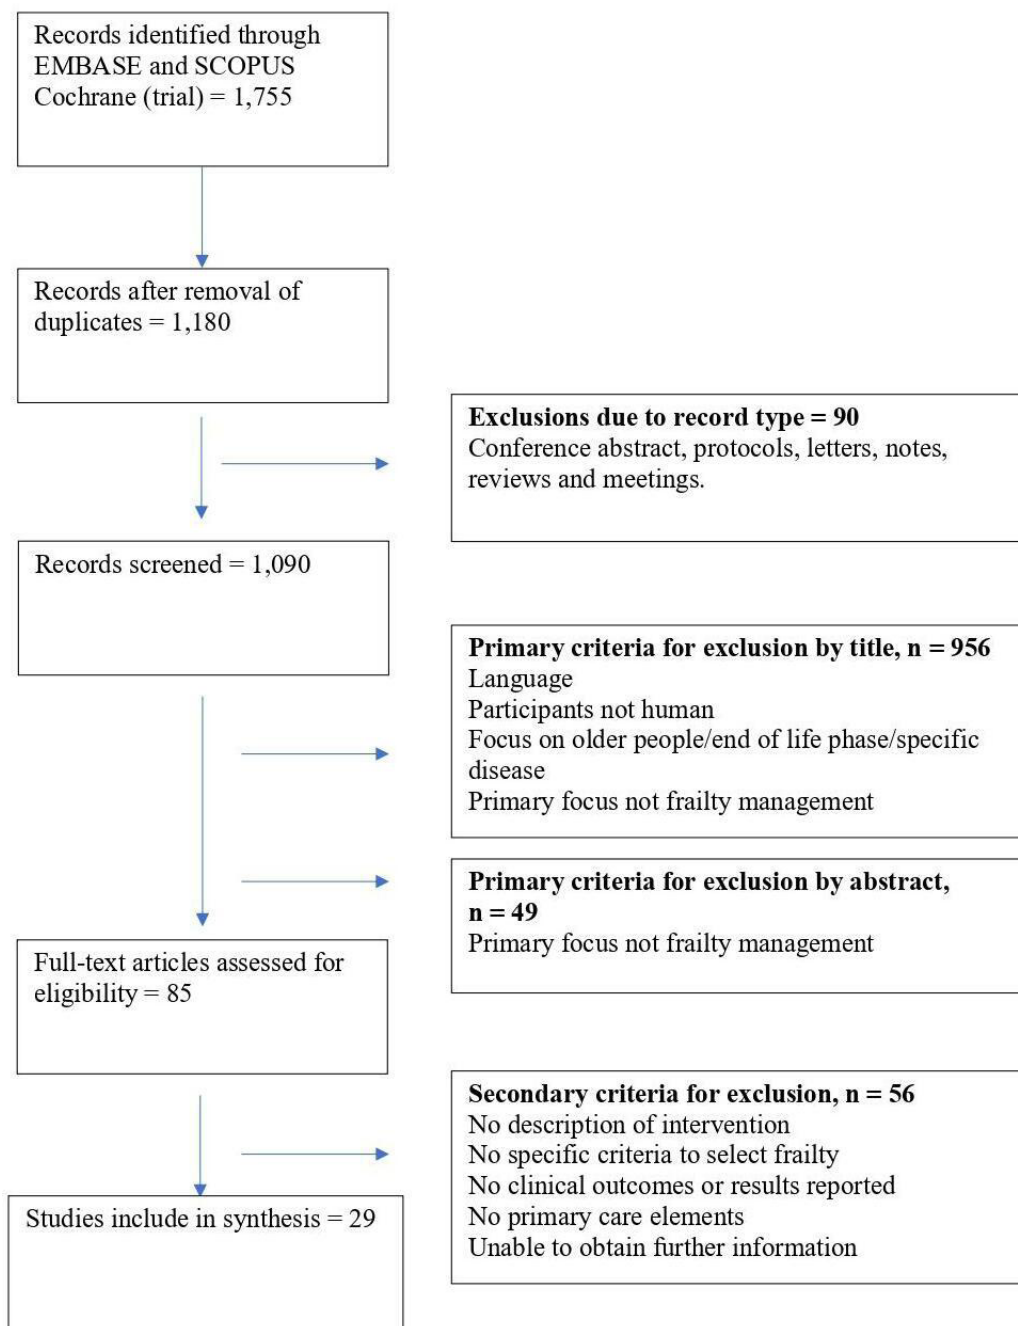 Records identified through
EMBASE and SCOPUS
Cochrane (trial) = 1,755
Records after removal of
duplicates = 1,180
Exclusions due to record type = 90
Conference abstract, protocols, letters, notes,
reviews and meetings.
Records screened = 1,090
Primary criteria for exclusion by title, n = 956
Language
Participants not human
Focus on older people/end of life phase/specific
disease
Primary focus not frailty management
Primary criteria for exclusion by abstract,
n = 49
Primary focus not frailty management
Full-text articles assessed for
eligibility = 85
Secondary criteria for exclusion, n = 56
No description of intervention
No specific criteria to select frailty
No clinical outcomes or results reported
No primary care elements
Unable to obtain further information
Studies include in synthesis = 29